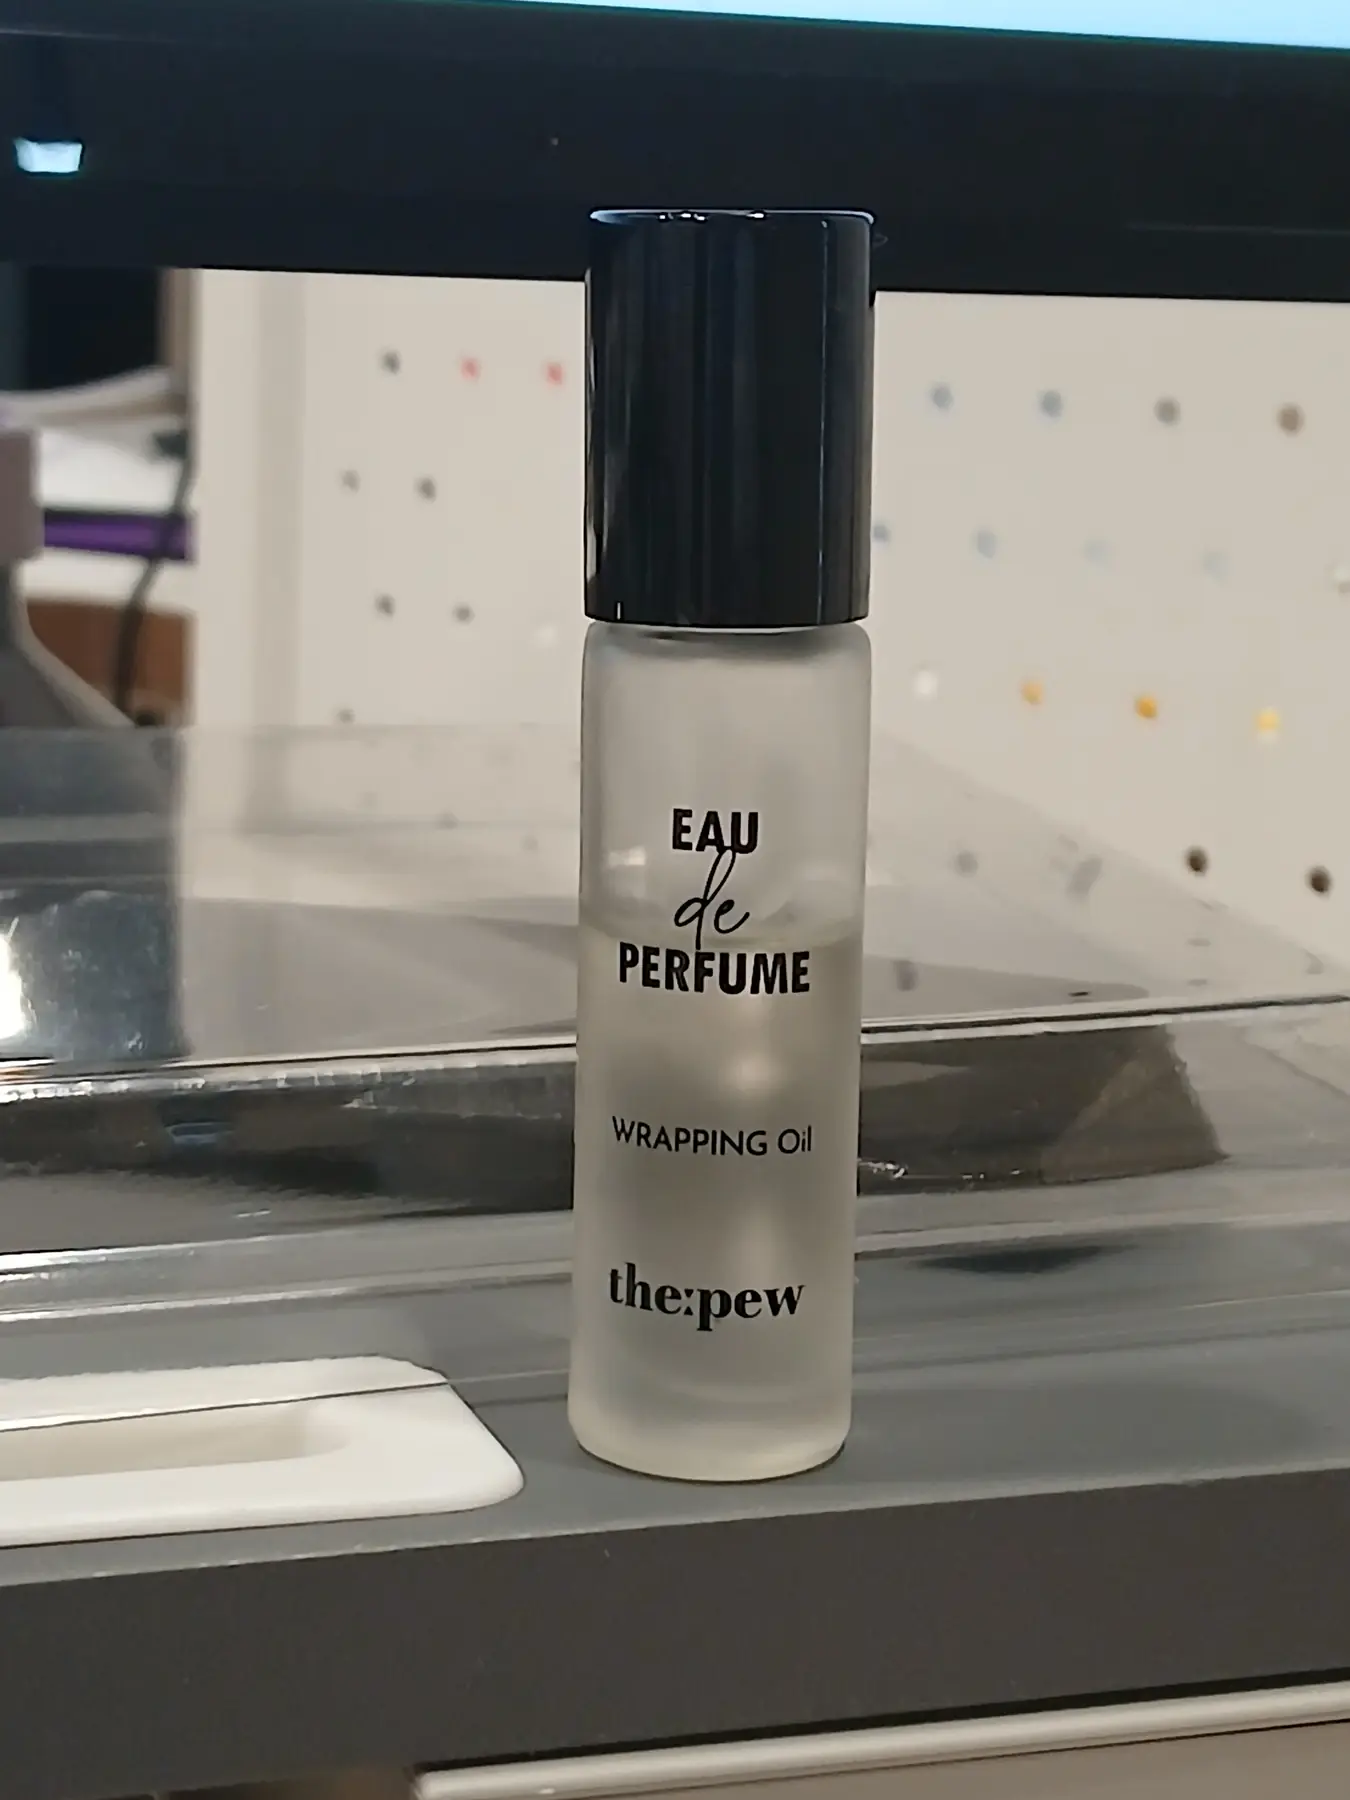 EAU
de
PERFUME
WRAPPING Oil
the:pew